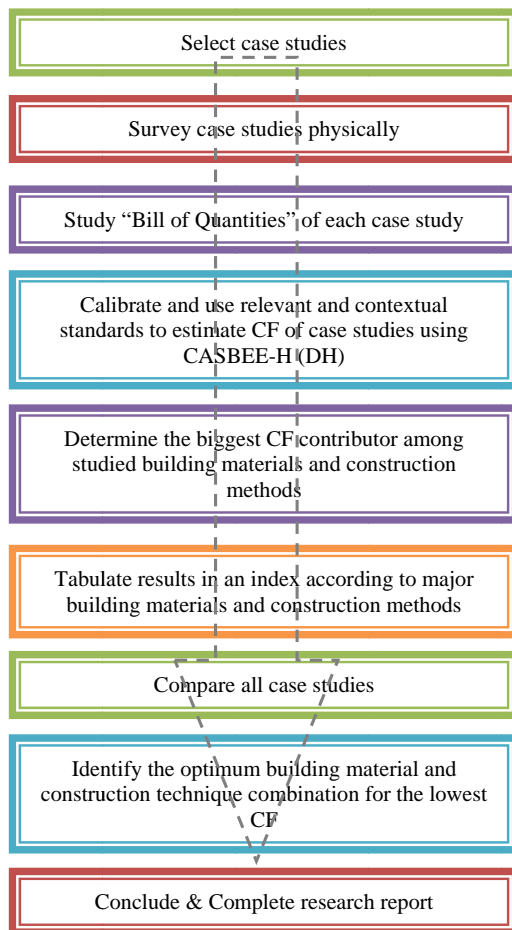 Select case studies
Survey case studies physically
Study “Bill of Quantities” of each case study
Calibrate and use relevant and contextual
standards to estimate CF of case studies using
CASBEE-H (DH)
Determine the biggest CF contributor among
studied building materials and construction
methods
Tabulate results in an index according to major
building materials and construction methods
Compare all case studies
Identify the optimum building material and
construction technique combination for the lowest
CF
Conclude & Complete research report